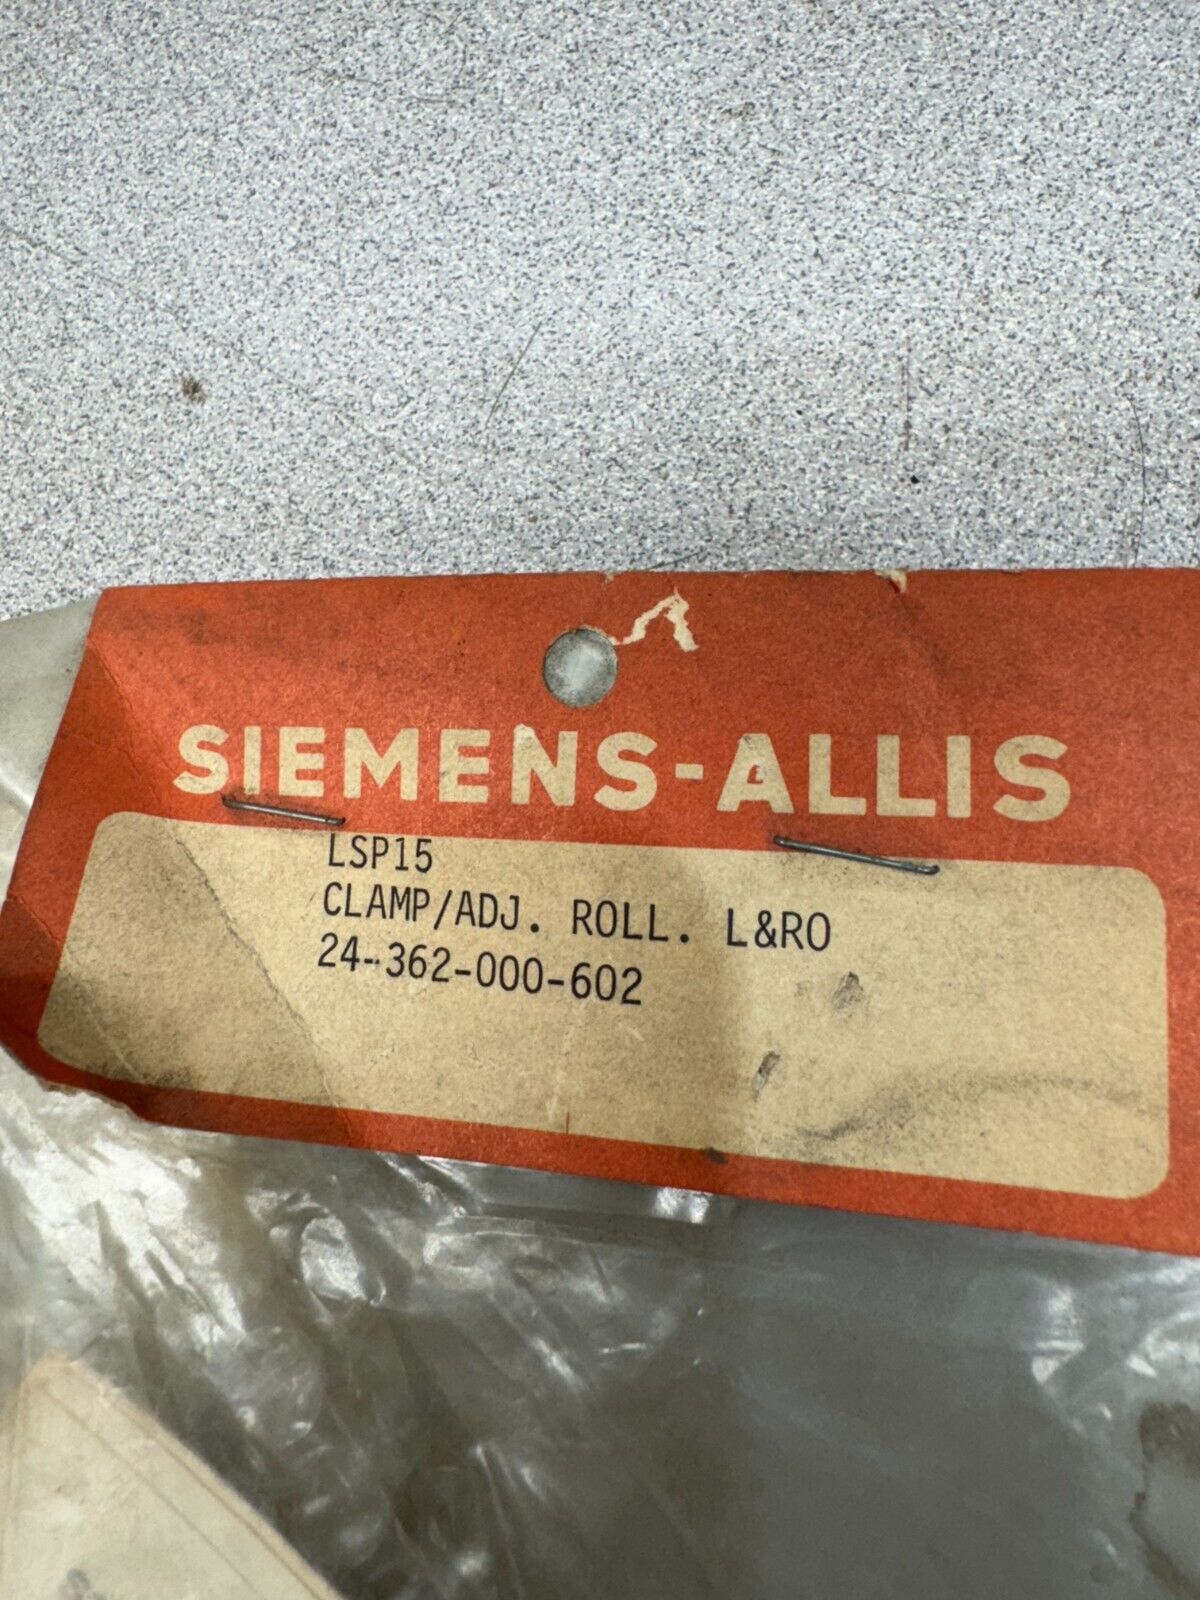 SIEMENS-ALLIS
LSP15
CLAMP/ADJ. ROLL. L&RO
24-362-000-602